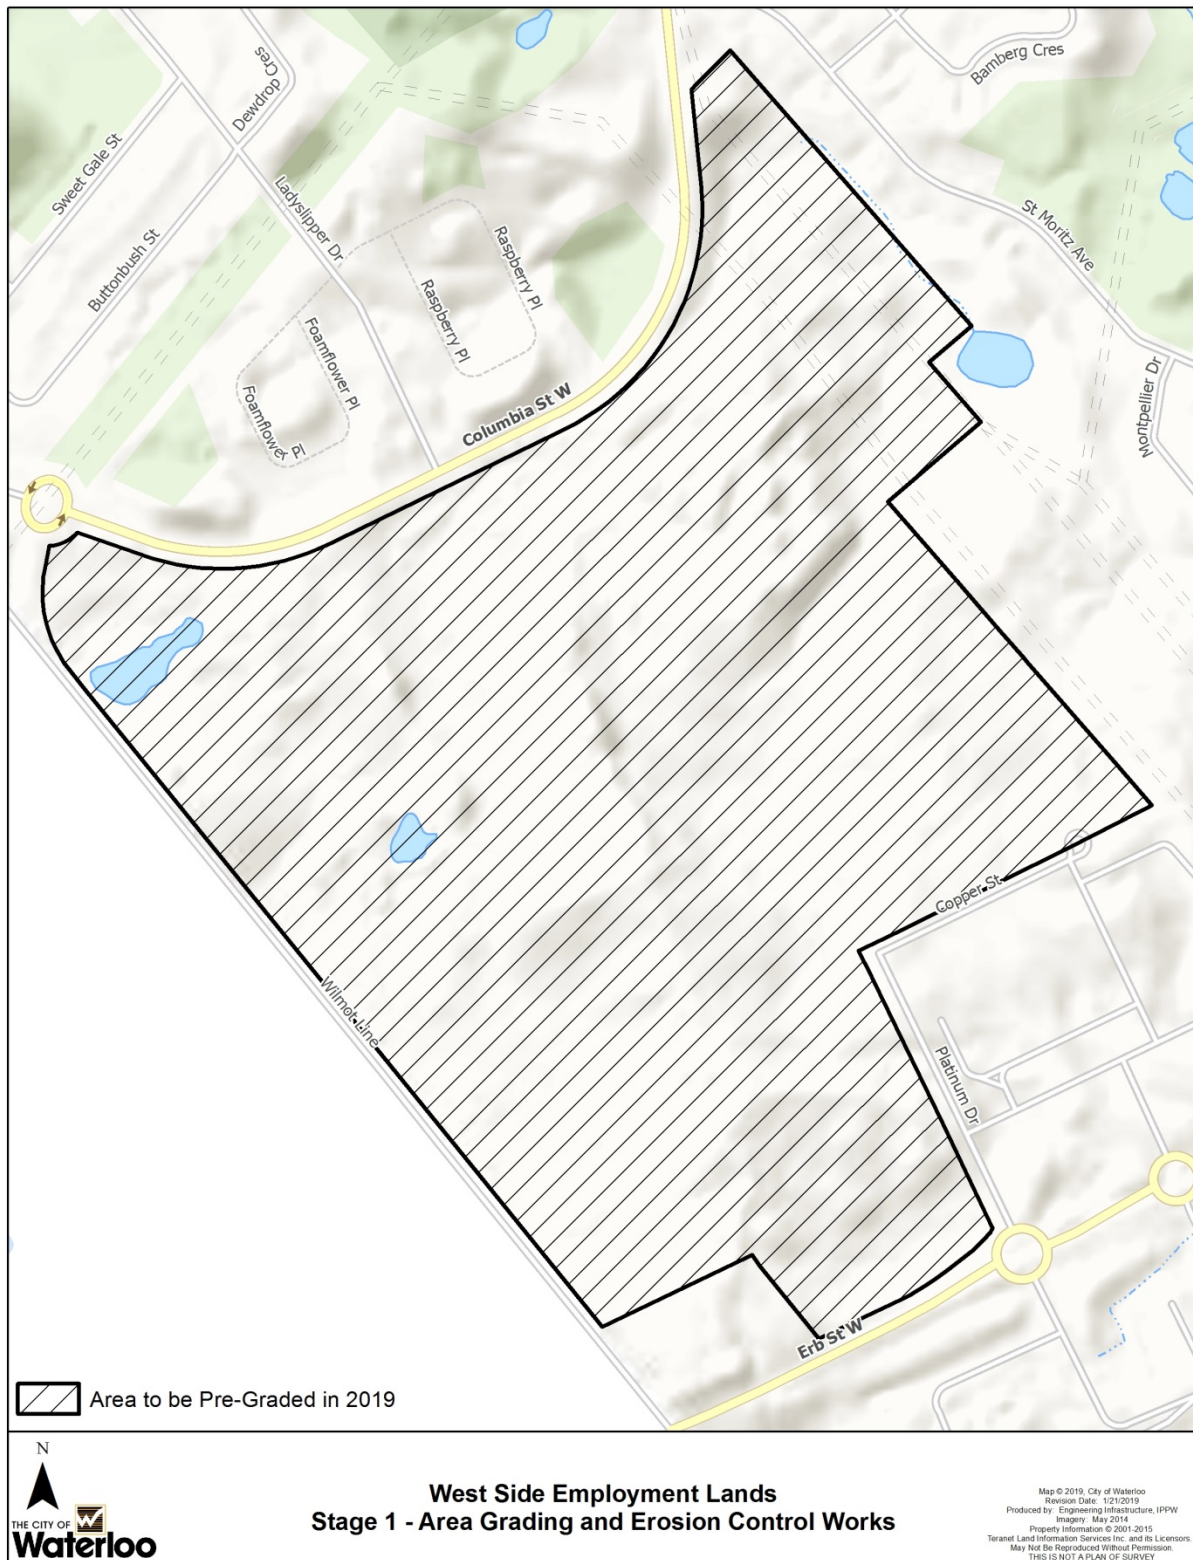 Bamberg Cres
Dewdrop Cres
Sweet Gale St
Ladyslipper Dr
St Moritz Ave
Buttonbush St
Raspberry Pl
Raspberry Pl
Foamflower Pl
Foamflower Pl
Montpellier Dr
Columbia St W
Copper St
Wilmot Line
Platinum Dr
Erb St W
Area to be Pre-Graded in 2019
N
THE CITY OF
Waterloo
West Side Employment Lands
Stage 1 - Area Grading and Erosion Control Works
Map © 2019, City of Waterloo
Revision Date: 1/21/2019
Produced by: Engineering Infrastructure, IPPW
Imagery: May 2014
Property Information © 2001-2015
Teranet Land Information Services Inc. and its Licensors.
May Not Be Reproduced Without Permission.
THIS IS NOT A PLAN OF SURVEY